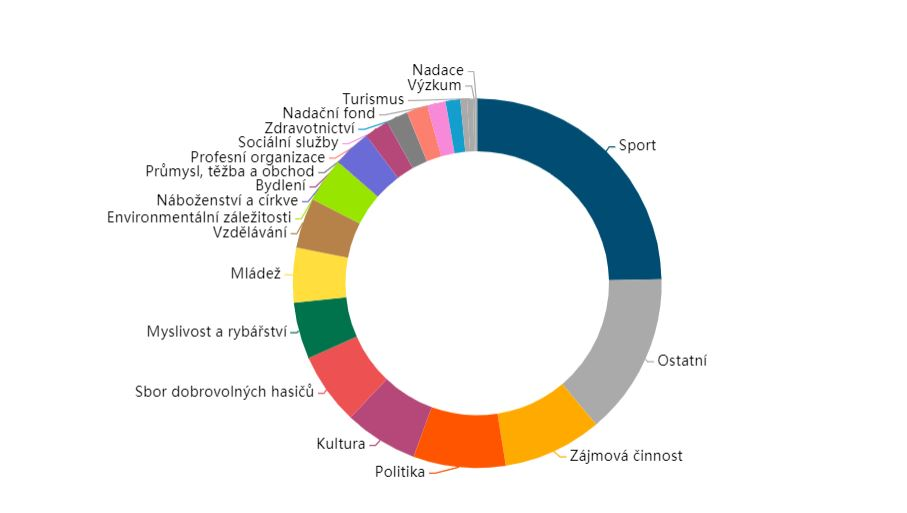 Nadace
Výzkum
Turismus
Nadační fond
Zdravotnictví
Sociální služby
Profesní organizace
Průmysl, těžba a obchod
Bydlení
Náboženství a církve
Environmentální záležitosti
Vzdělávání
Mládež
Myslivost a rybářství
Sbor dobrovolných hasičů
Kultura
Politika
Zájmová činnost
Ostatní
Sport